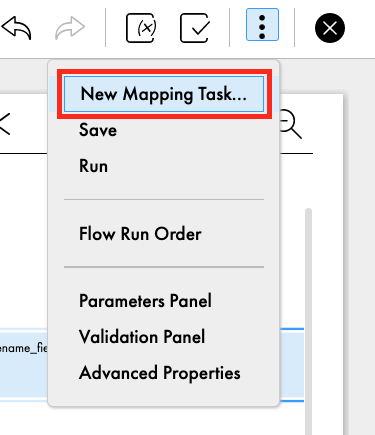 (x)
New Mapping Task...
Save
Run
Flow Run Order
ename_fie
Parameters Panel
Validation Panel
Advanced Properties